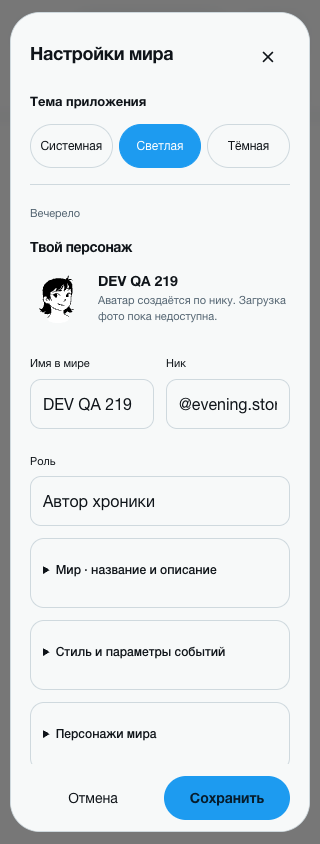 Настройки мира
Тема приложения
Системная
Светлая
Тёмная
Вечерело
Твой персонаж
DEV QA 219
Аватар создаётся по нику. Загрузка
фото пока недоступна.
Имя в мире
Ник
DEV QA 219
Роль
Автор хроники
Мир · название и описание
Стиль и параметры событий
Персонажи мира
Отмена
Сохранить